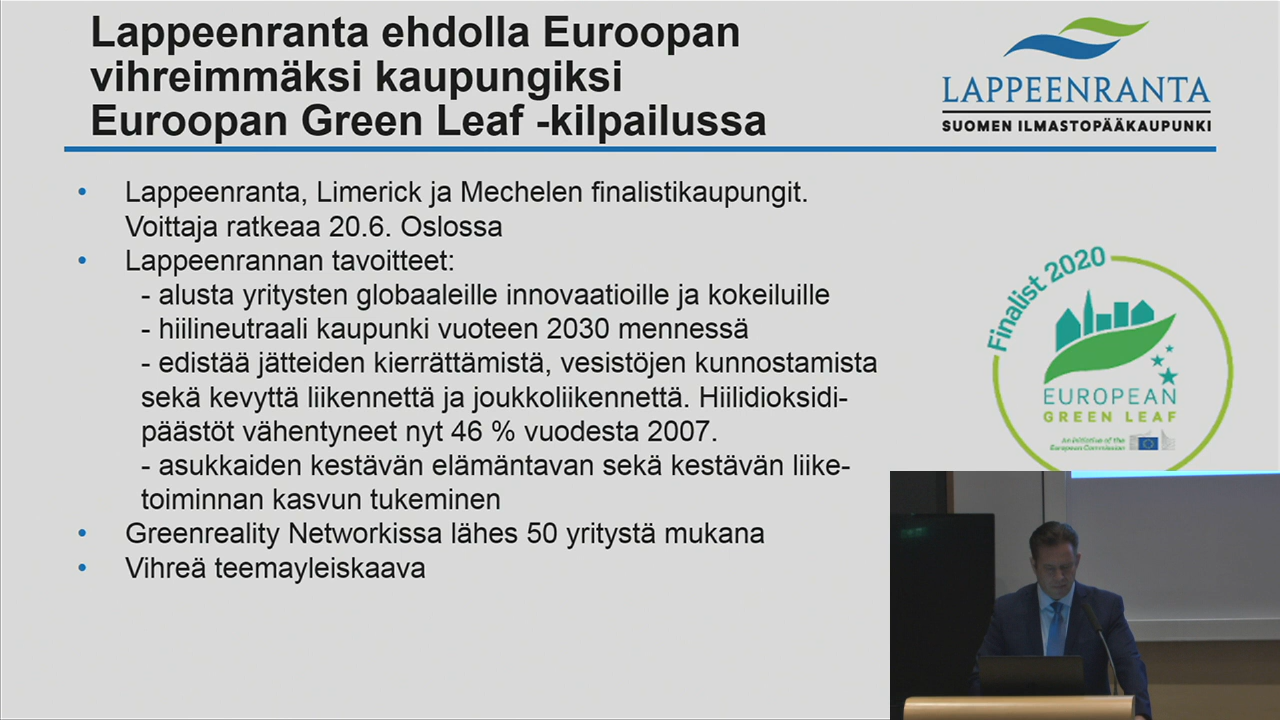 Lappeenranta ehdolla Euroopan
vihreimmäksi kaupungiksi
Euroopan Green Leaf -kilpailussa
LAPPEENRANTA
SUOMEN ILMASTOPÄÄKAUPUNKI
• Lappeenranta, Limerick ja Mechelen finalistikaupungit.
Voittaja ratkeaa 20.6. Oslossa
• Lappeenrannan tavoitteet:
- alusta yritysten globaaleille innovaatioille ja kokeiluille
- hiilineutraali kaupunki vuoteen 2030 mennessä
- edistää jätteiden kierrättämistä, vesistöjen kunnostamista
sekä kevyttä liikennettä ja joukkoliikennettä. Hiilidioksidi-
päästöt vähentyneet nyt 46 % vuodesta 2007.
- asukkaiden kestävän elämäntavan sekä kestävän liike-
toiminnan kasvun tukeminen
• Greenreality Networkissa lähes 50 yritystä mukana
• Vihreä teemayleiskaava
Finalist 2020
EUROPEAN
GREEN LEAF
An initiative of the
European Commission